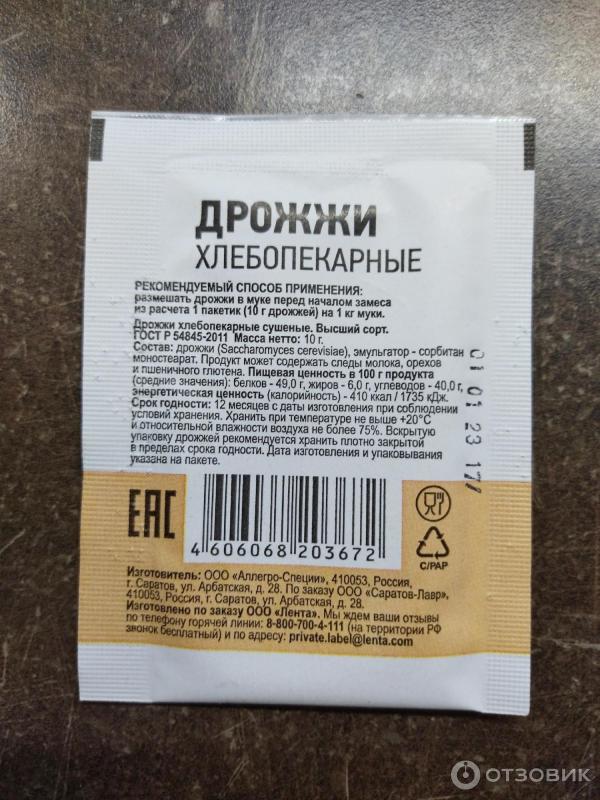 ДРОЖЖИ
ХЛЕБОПЕКАРНЫЕ
РЕКОМЕНДУЕМЫЙ СПОСОБ ПРИМЕНЕНИЯ:
размешать дрожжи в муке перед началом замеса
из расчета 1 пакетик (10 г дрожжей) на 1 кг муки.
Дрожжи хлебопекарные сушеные. Высший сорт.
ГОСТ Р 54845-2011 Масса нетто: 10 г.
Состав: дрожжи (Saccharomyces cerevisiae), эмульгатор - сорбитан
моностеарат. Продукт может содержать следы молока, орехов
и пшеничного глютена. Пищевая ценность в 100 г продукта
(средние значения): белков - 49,0 г, жиров - 6,0 г, углеводов - 40,0 г,
энергетическая ценность (калорийность) - 410 ккал / 1735 кДж.
Срок годности: 12 месяцев с даты изготовления при соблюдении
условий хранения. Хранить при температуре не выше +20°С
и относительной влажности воздуха не более 75%. Вскрытую
упаковку дрожжей рекомендуется хранить плотно закрытой
в пределах срока годности. Дата изготовления и упаковывания
указана на пакете.
01 01 23 177
ЕАС
4 606068 203672
C/PAP
Изготовитель: ООО «Аллегро-Специи», 410053, Россия,
г. Саратов, ул. Арбатская, д. 28. По заказу ООО «Саратов-Лавр»,
410053, Россия, г. Саратов, ул. Арбатская, д. 28.
Изготовлено по заказу ООО «Лента». Мы ждем ваши отзывы
по телефону горячей линии: 8-800-700-4-111 (на территории РФ
звонок бесплатный) и по адресу: private.label@lenta.com
ОТЗОВИК